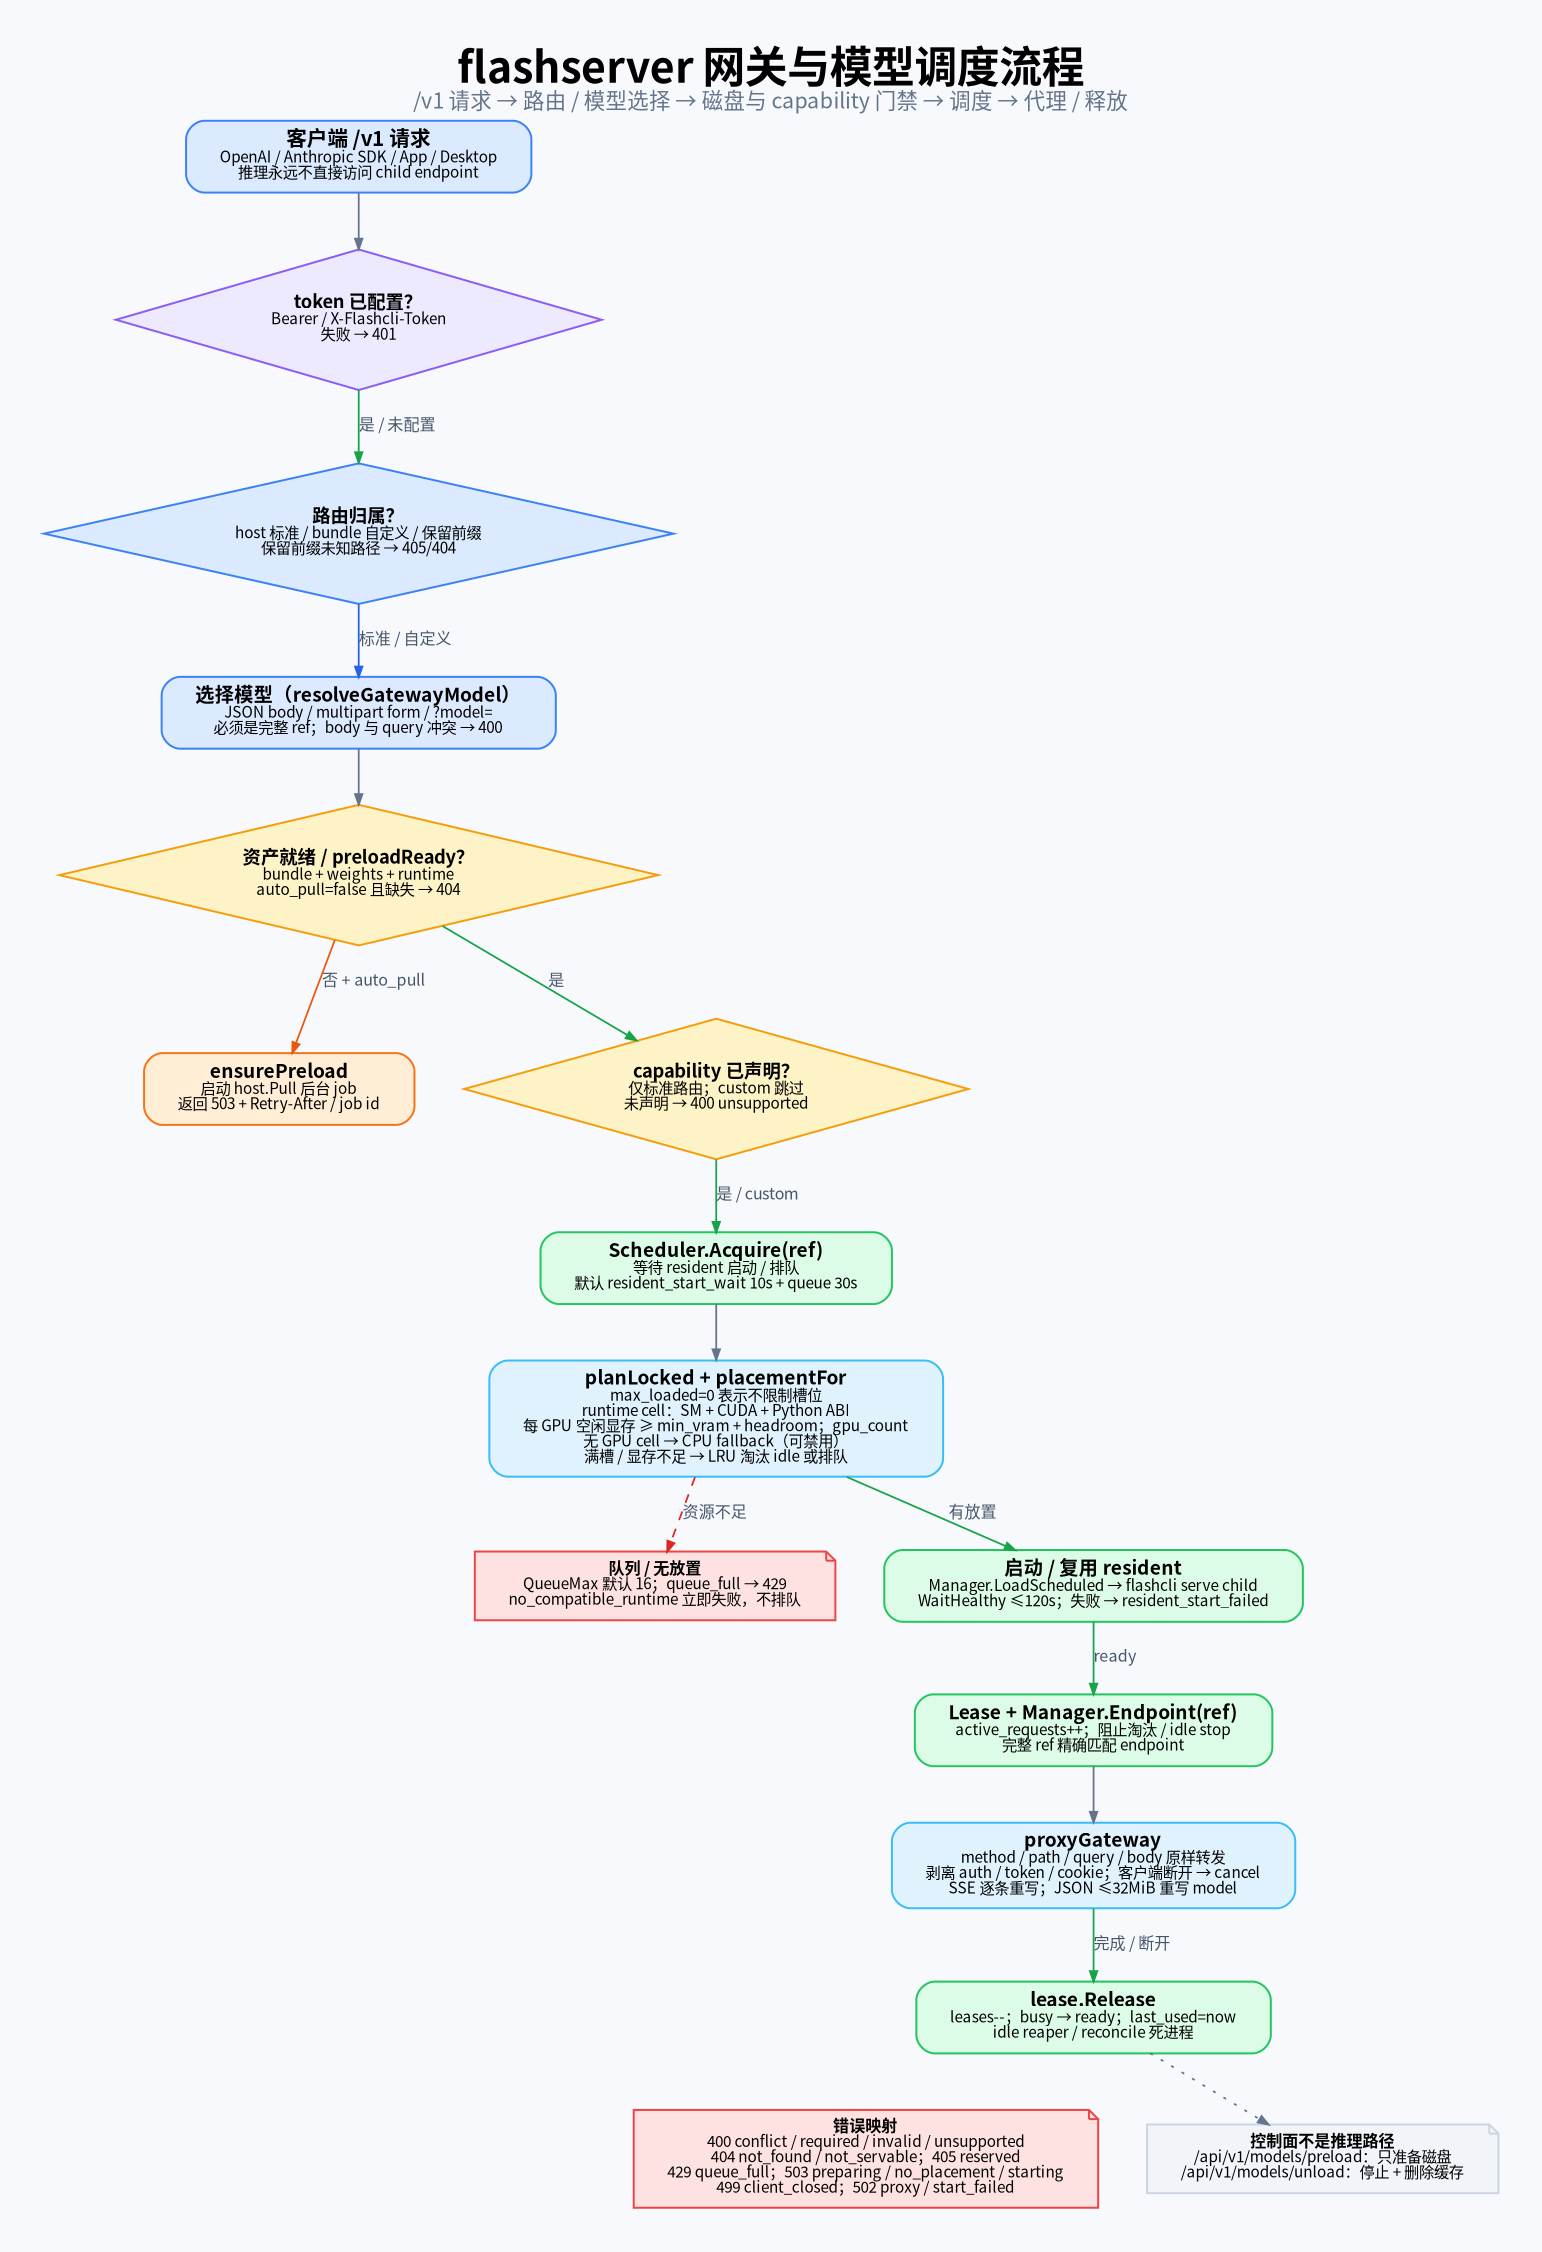 flashserver 网关与模型调度流程
/v1 请求 → 路由 / 模型选择 → 磁盘与 capability 门禁 → 调度 → 代理 / 释放
客户端 /v1 请求
OpenAI / Anthropic SDK / App / Desktop
推理永远不直接访问 child endpoint
token 已配置？
Bearer / X-Flashcli-Token
失败 → 401
是 / 未配置
路由归属？
host 标准 / bundle 自定义 / 保留前缀
保留前缀未知路径 → 405/404
标准 / 自定义
选择模型（resolveGatewayModel）
JSON body / multipart form / ?model=
必须是完整 ref；body 与 query 冲突 → 400
资产就绪 / preloadReady？
bundle + weights + runtime
auto_pull=false 且缺失 → 404
否 + auto_pull
是
ensurePreload
启动 host.Pull 后台 job
返回 503 + Retry-After / job id
capability 已声明？
仅标准路由；custom 跳过
未声明 → 400 unsupported
是 / custom
Scheduler.Acquire(ref)
等待 resident 启动 / 排队
默认 resident_start_wait 10s + queue 30s
planLocked + placementFor
max_loaded=0 表示不限制槽位
runtime cell：SM + CUDA + Python ABI
每 GPU 空闲显存 ≥ min_vram + headroom；gpu_count
无 GPU cell → CPU fallback（可禁用）
满槽 / 显存不足 → LRU 淘汰 idle 或排队
资源不足
有放置
队列 / 无放置
QueueMax 默认 16；queue_full → 429
no_compatible_runtime 立即失败，不排队
启动 / 复用 resident
Manager.LoadScheduled → flashcli serve child
WaitHealthy ≤120s；失败 → resident_start_failed
ready
Lease + Manager.Endpoint(ref)
active_requests++；阻止淘汰 / idle stop
完整 ref 精确匹配 endpoint
proxyGateway
method / path / query / body 原样转发
剥离 auth / token / cookie；客户端断开 → cancel
SSE 逐条重写；JSON ≤32MiB 重写 model
完成 / 断开
lease.Release
leases--；busy → ready；last_used=now
idle reaper / reconcile 死进程
错误映射
400 conflict / required / invalid / unsupported
404 not_found / not_servable；405 reserved
429 queue_full；503 preparing / no_placement / starting
499 client_closed；502 proxy / start_failed
控制面不是推理路径
/api/v1/models/preload：只准备磁盘
/api/v1/models/unload：停止 + 删除缓存